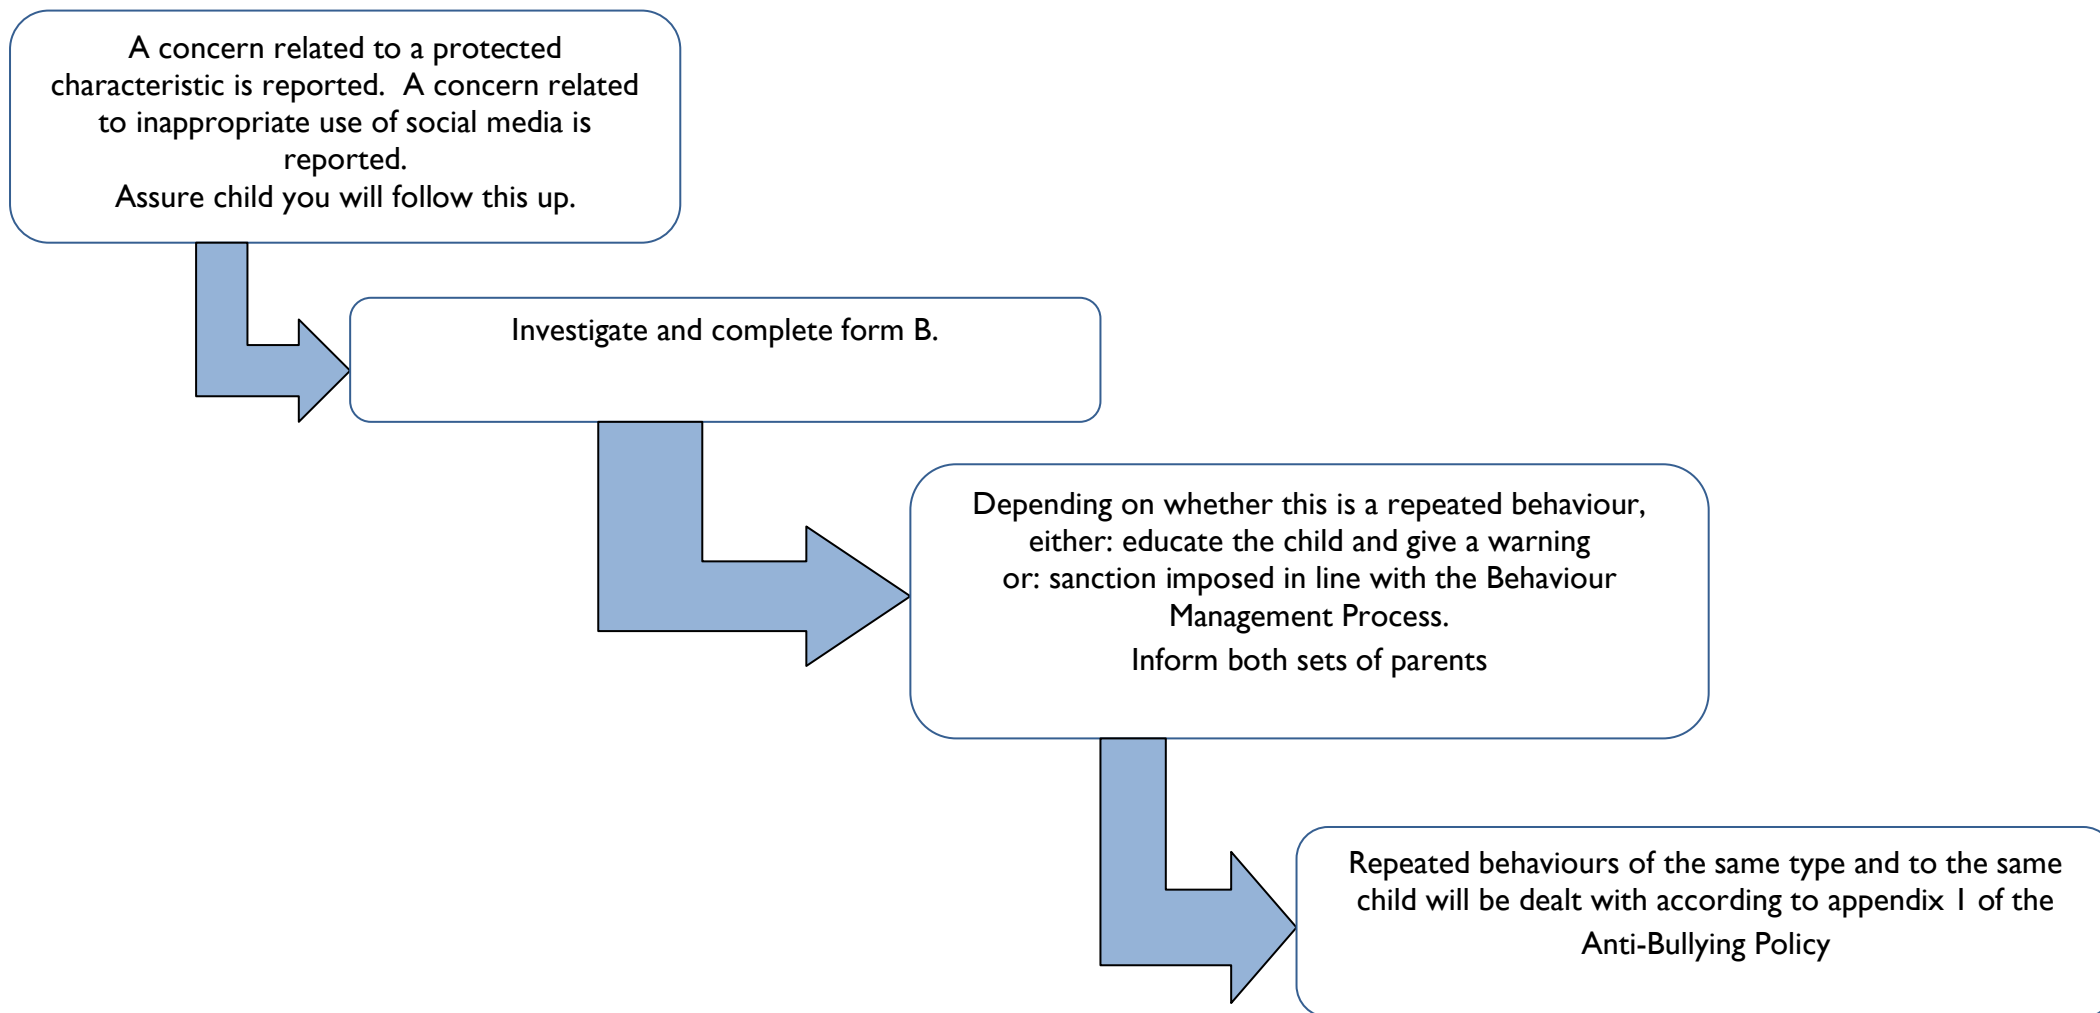 A concern related to a protected
characteristic is reported.  A concern related
to inappropriate use of social media is
reported.
Assure child you will follow this up.
Investigate and complete form B.
Depending on whether this is a repeated behaviour,
either: educate the child and give a warning
or: sanction imposed in line with the Behaviour
Management Process.
Inform both sets of parents
Repeated behaviours of the same type and to the same
child will be dealt with according to appendix 1 of the
Anti-Bullying Policy